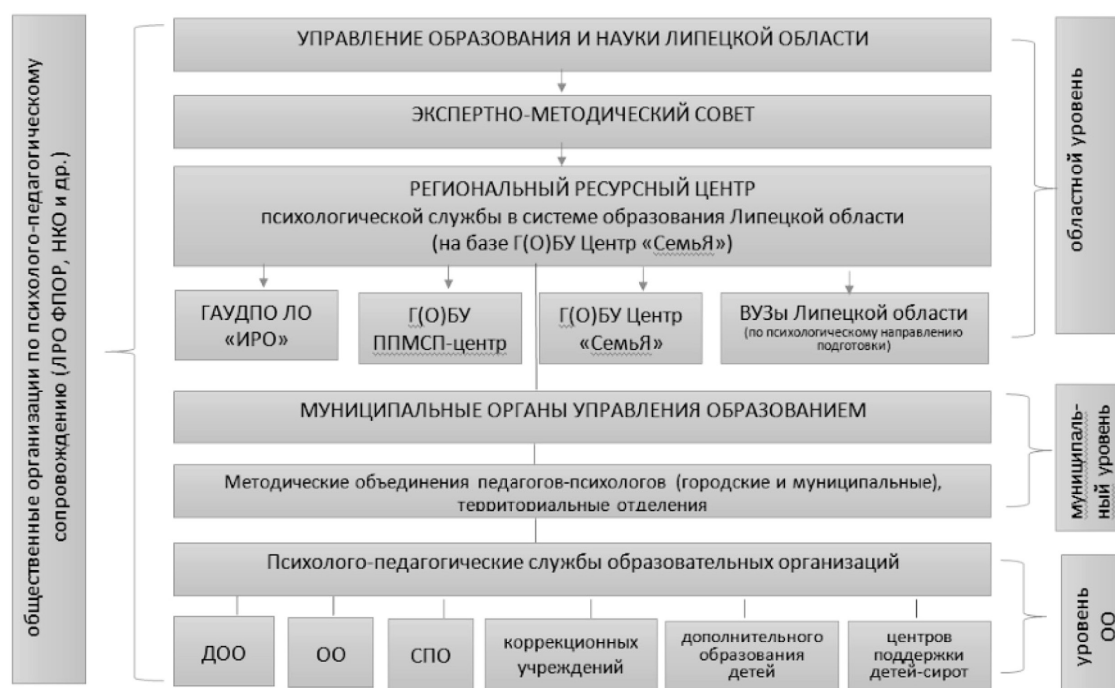 общественные организации по психолого-педагогическому
сопровождению (ЛРО ФПОР, НКО и др.)
УПРАВЛЕНИЕ ОБРАЗОВАНИЯ И НАУКИ ЛИПЕЦКОЙ ОБЛАСТИ
ЭКСПЕРТНО-МЕТОДИЧЕСКИЙ СОВЕТ
РЕГИОНАЛЬНЫЙ РЕСУРСНЫЙ ЦЕНТР
психологической службы в системе образования Липецкой области
(на базе Г(О)БУ Центр «СемьЯ»)
ГАУДПО ЛО
«ИРО»
Г(О)БУ
ППМСП-центр
Г(О)БУ Центр
«СемьЯ»
ВУЗы Липецкой области
(по психологическому направлению
подготовки)
областной уровень
МУНИЦИПАЛЬНЫЕ ОРГАНЫ УПРАВЛЕНИЯ ОБРАЗОВАНИЕМ
Методические объединения педагогов-психологов (городские и муниципальные),
территориальные отделения
муниципаль-
ный уровень
Психолого-педагогические службы образовательных организаций
ДОО
ОО
СПО
коррекционных
учреждений
дополнительного
образования
детей
центров
поддержки
детей-сирот
уровень
ОО